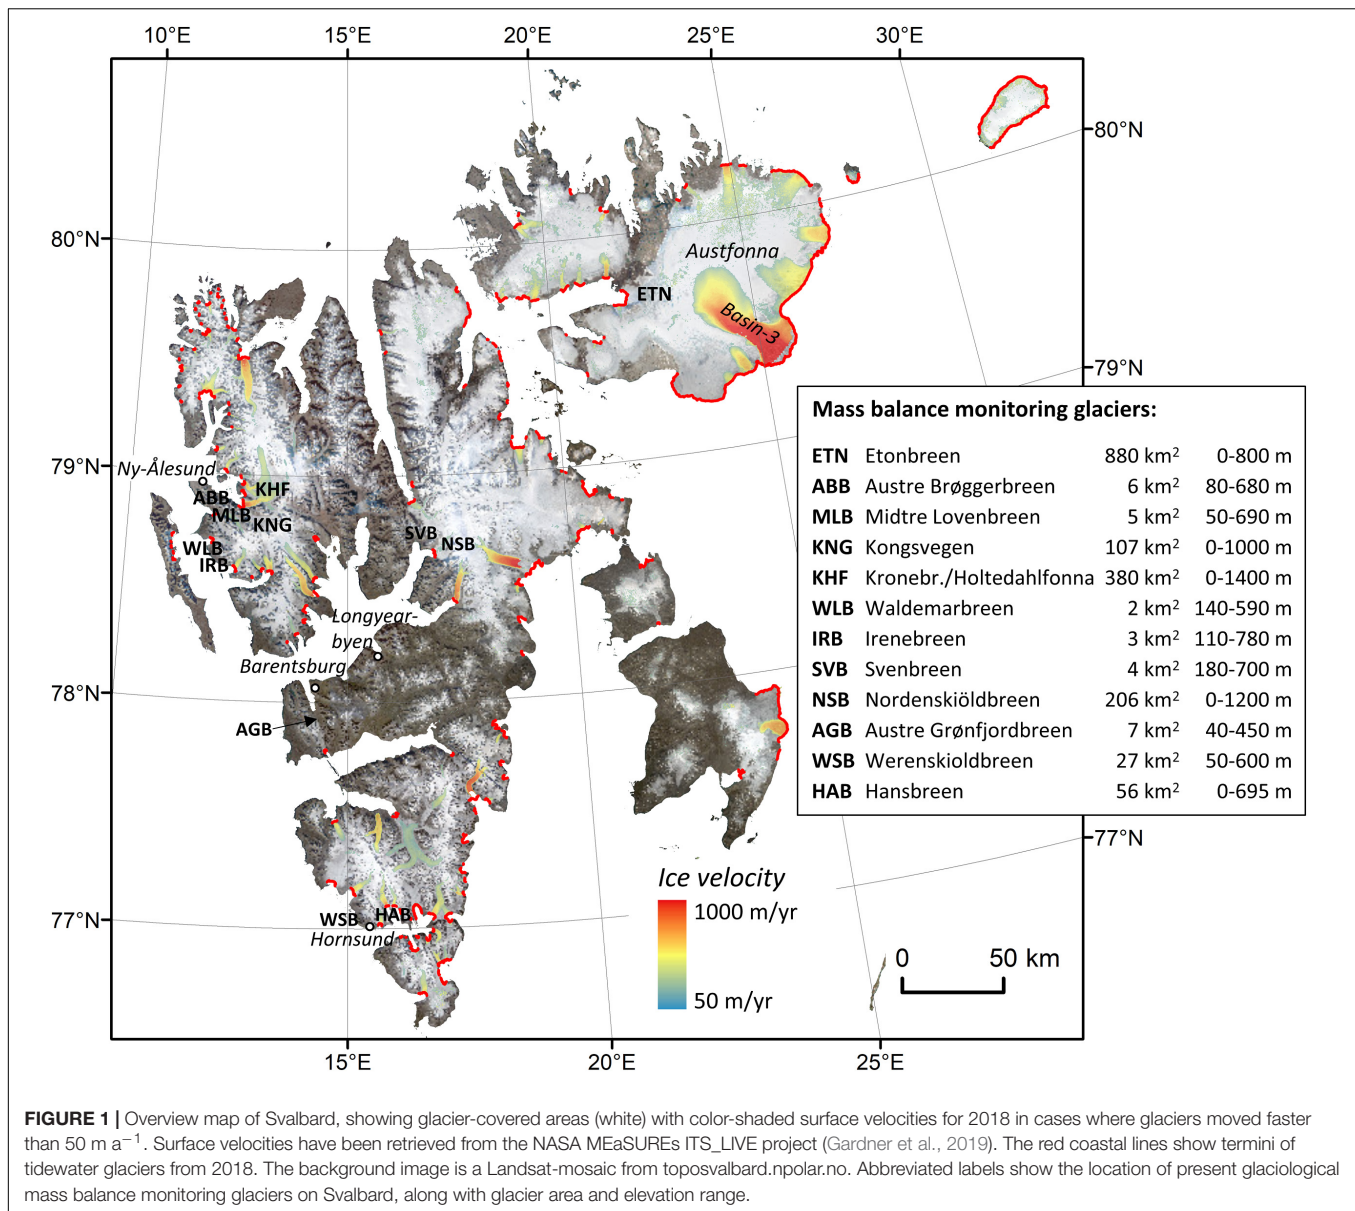 10°E 15°E 20°E 25°E 30°E
80°N
80°N
Austfonna
ETN
Basin-3
79°N
Mass balance monitoring glaciers:
ETN Etonbreen 880 km² 0-800 m
ABB Austre Brøggerbreen 6 km² 80-680 m
MLB Midtre Lovenbreen 5 km² 50-690 m
KNG Kongsvegen 107 km² 0-1000 m
KHF Kronebr./Holtedahlfonna 380 km² 0-1400 m
WLB Waldemarbreen 2 km² 140-590 m
IRB Irenebreen 3 km² 110-780 m
SVB Svenbreen 4 km² 180-700 m
NSB Nordenskiöldbreen 206 km² 0-1200 m
AGB Austre Grønfjordbreen 7 km² 40-450 m
WSB Werenskioldbreen 27 km² 50-600 m
HAB Hansbreen 56 km² 0-695 m
79°N
Ny-Ålesund
KHF
ABB
MLB
KNG
SVB
NSB
WLB
IRB
Longyear-
byen
Barentsburg
78°N
AGB
77°N
Ice velocity
1000 m/yr
50 m/yr
77°N
WSB HAB
Hornsund
0 50 km
15°E 20°E 25°E
FIGURE 1 | Overview map of Svalbard, showing glacier-covered areas (white) with color-shaded surface velocities for 2018 in cases where glaciers moved faster
than 50 m a⁻¹. Surface velocities have been retrieved from the NASA MEaSUREs ITS_LIVE project (Gardner et al., 2019). The red coastal lines show termini of
tidewater glaciers from 2018. The background image is a Landsat-mosaic from toposvalbard.npolar.no. Abbreviated labels show the location of present glaciological
mass balance monitoring glaciers on Svalbard, along with glacier area and elevation range.